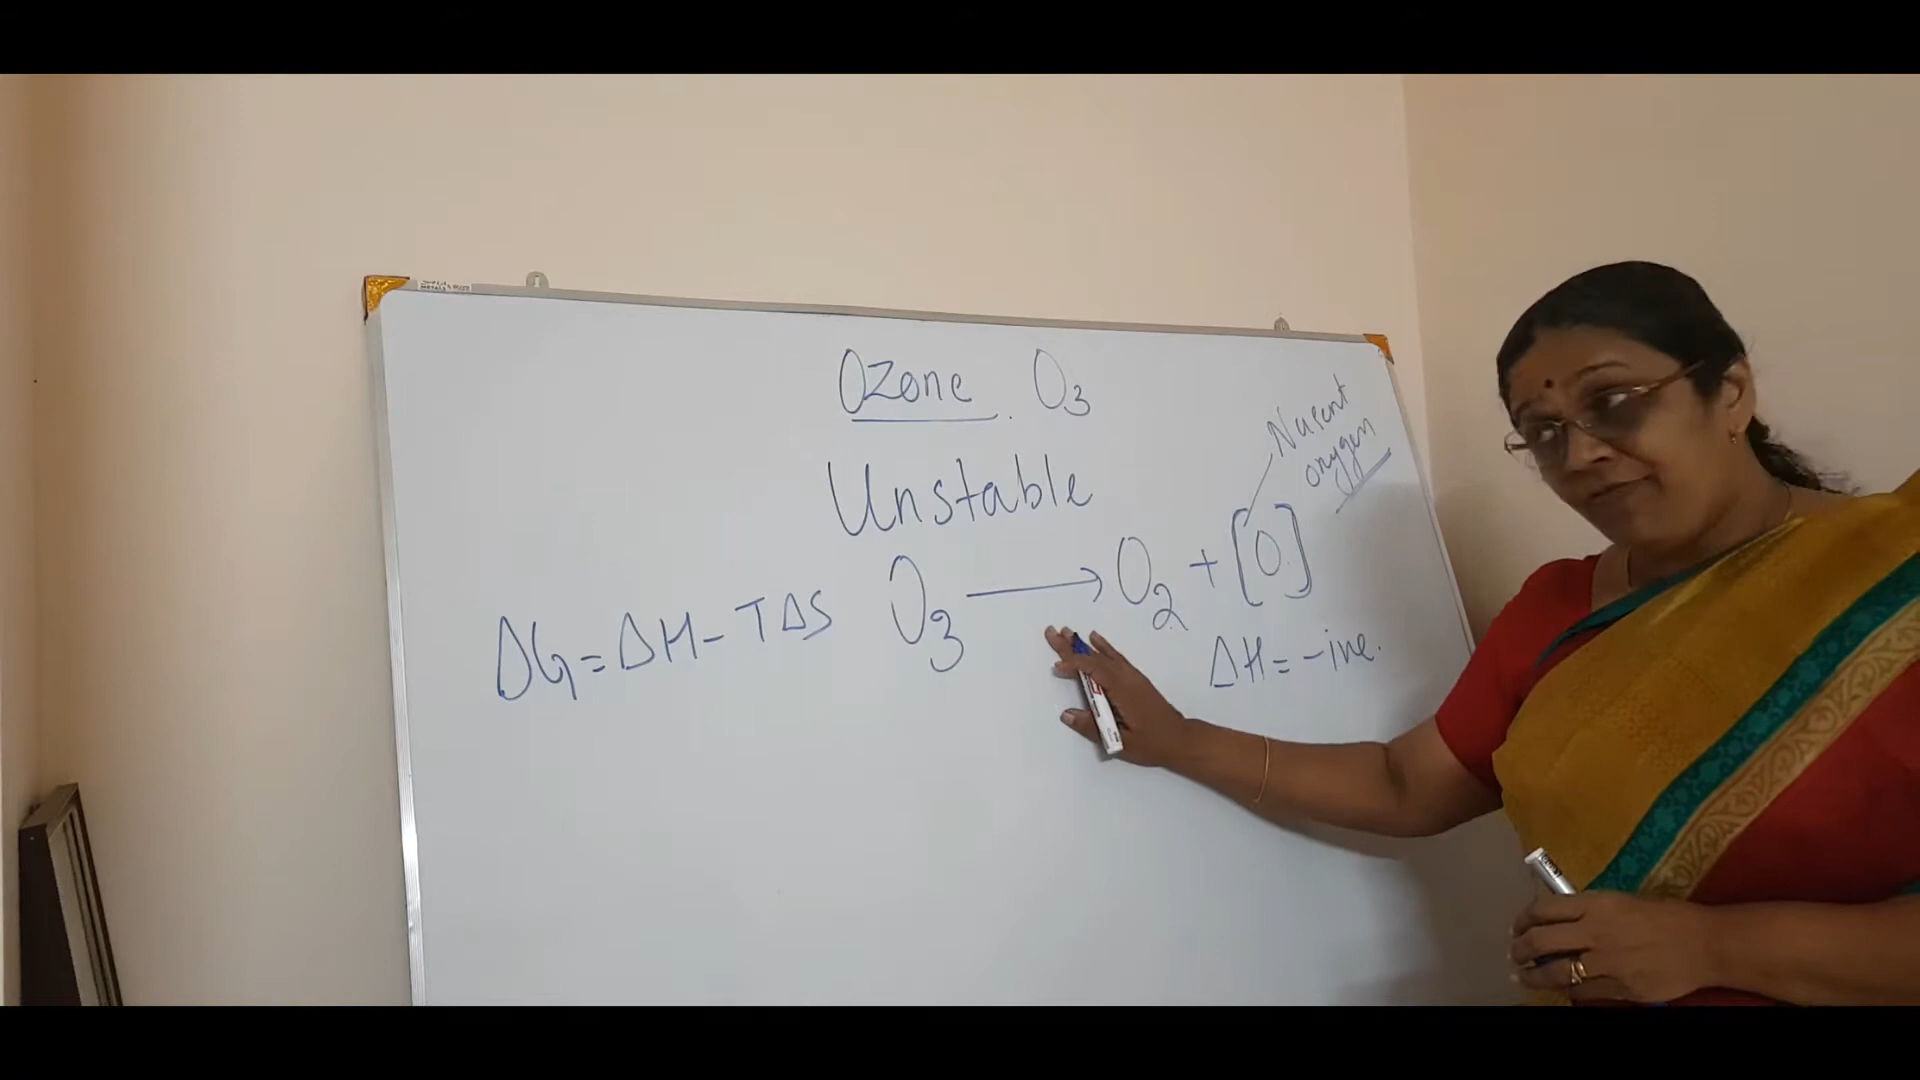 Ozone. O₃
Nascent
oxygen
Unstable
O₃ → O₂ + [O]
ΔG = ΔH - TΔS
ΔH = -ive.